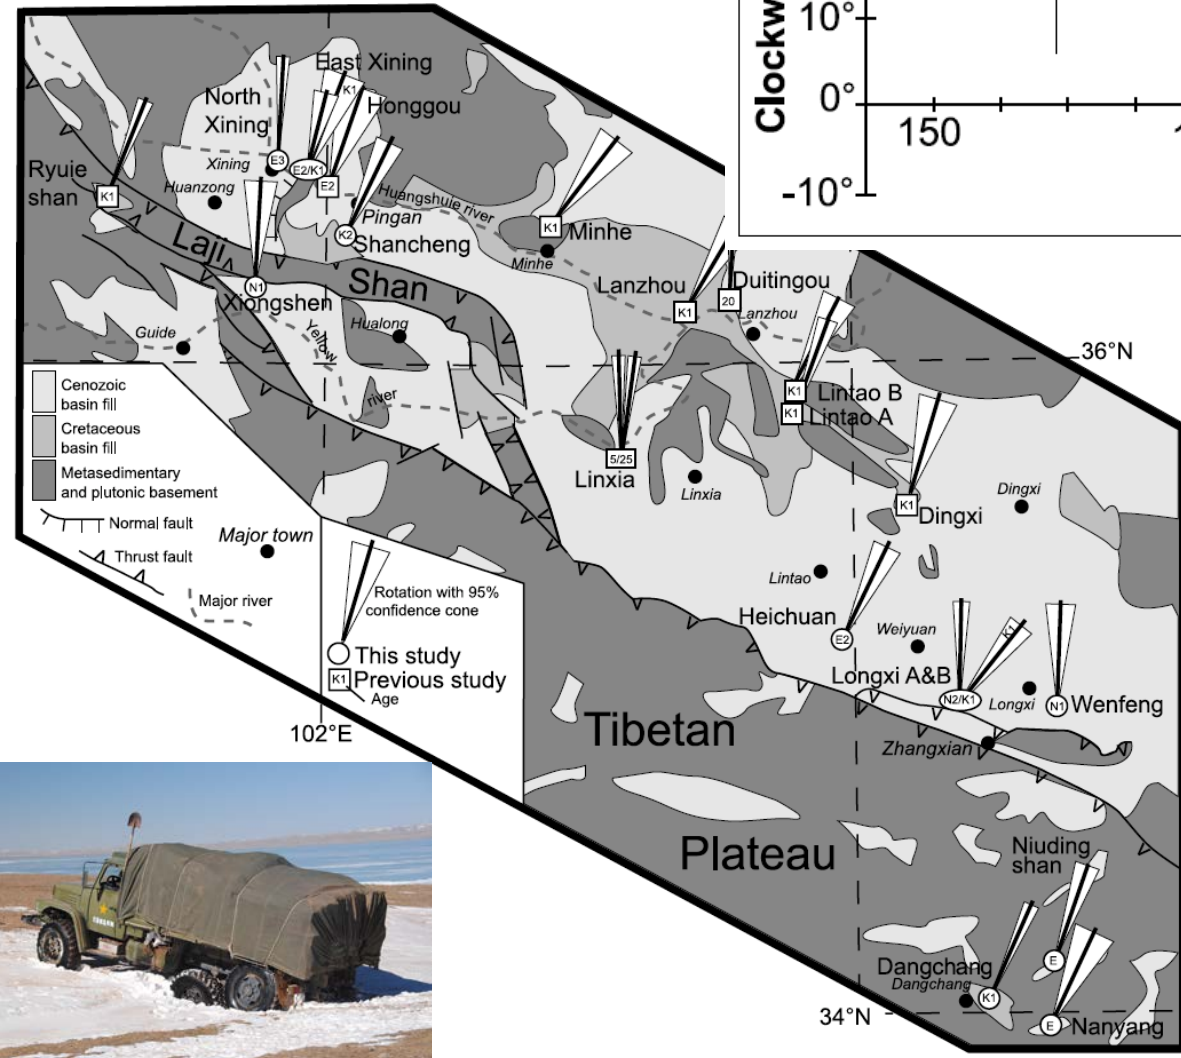 Clockw
10°
0°
-10°
150
East Xining
K1
North
Xining
Honggou
E3
E2/K1
E2
Xining
Ryuie
shan
K1
Huanzong
Huangshuie river
Pingan
K2
Shancheng
K1
Minhe
Minhe
Laji
Shan
N1
Xiongshen
Lanzhou
K1
Duitingou
20
Lanzhou
Guide
Yellow
river
Hualong
36°N
K1
Lintao B
K1
Lintao A
5/25
Linxia
Linxia
K1
Dingxi
Dingxi
Cenozoic
basin fill
Cretaceous
basin fill
Metasedimentary
and plutonic basement
Normal fault
Thrust fault
Major town
Major river
Rotation with 95%
confidence cone
This study
K1
Previous study
Age
102°E
Lintao
Heichuan
E2
Weiyuan
K1
Longxi A&B
N2/K1
Longxi
N1
Wenfeng
Zhangxian
Tibetan
Plateau
Niuding
shan
E
Dangchang
Dangchang
K1
34°N
E
Nanyang